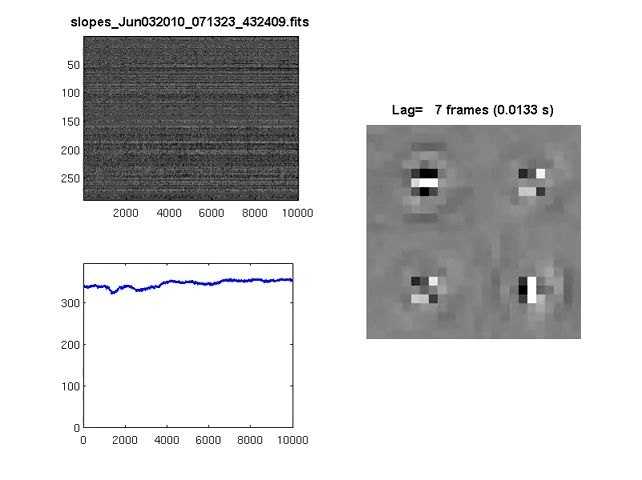 slopes_Jun032010_071323_432409.fits
50
100
150
200
250
2000 4000 6000 8000 10000
Lag= 7 frames (0.0133 s)
300
200
100
0
0 2000 4000 6000 8000 10000